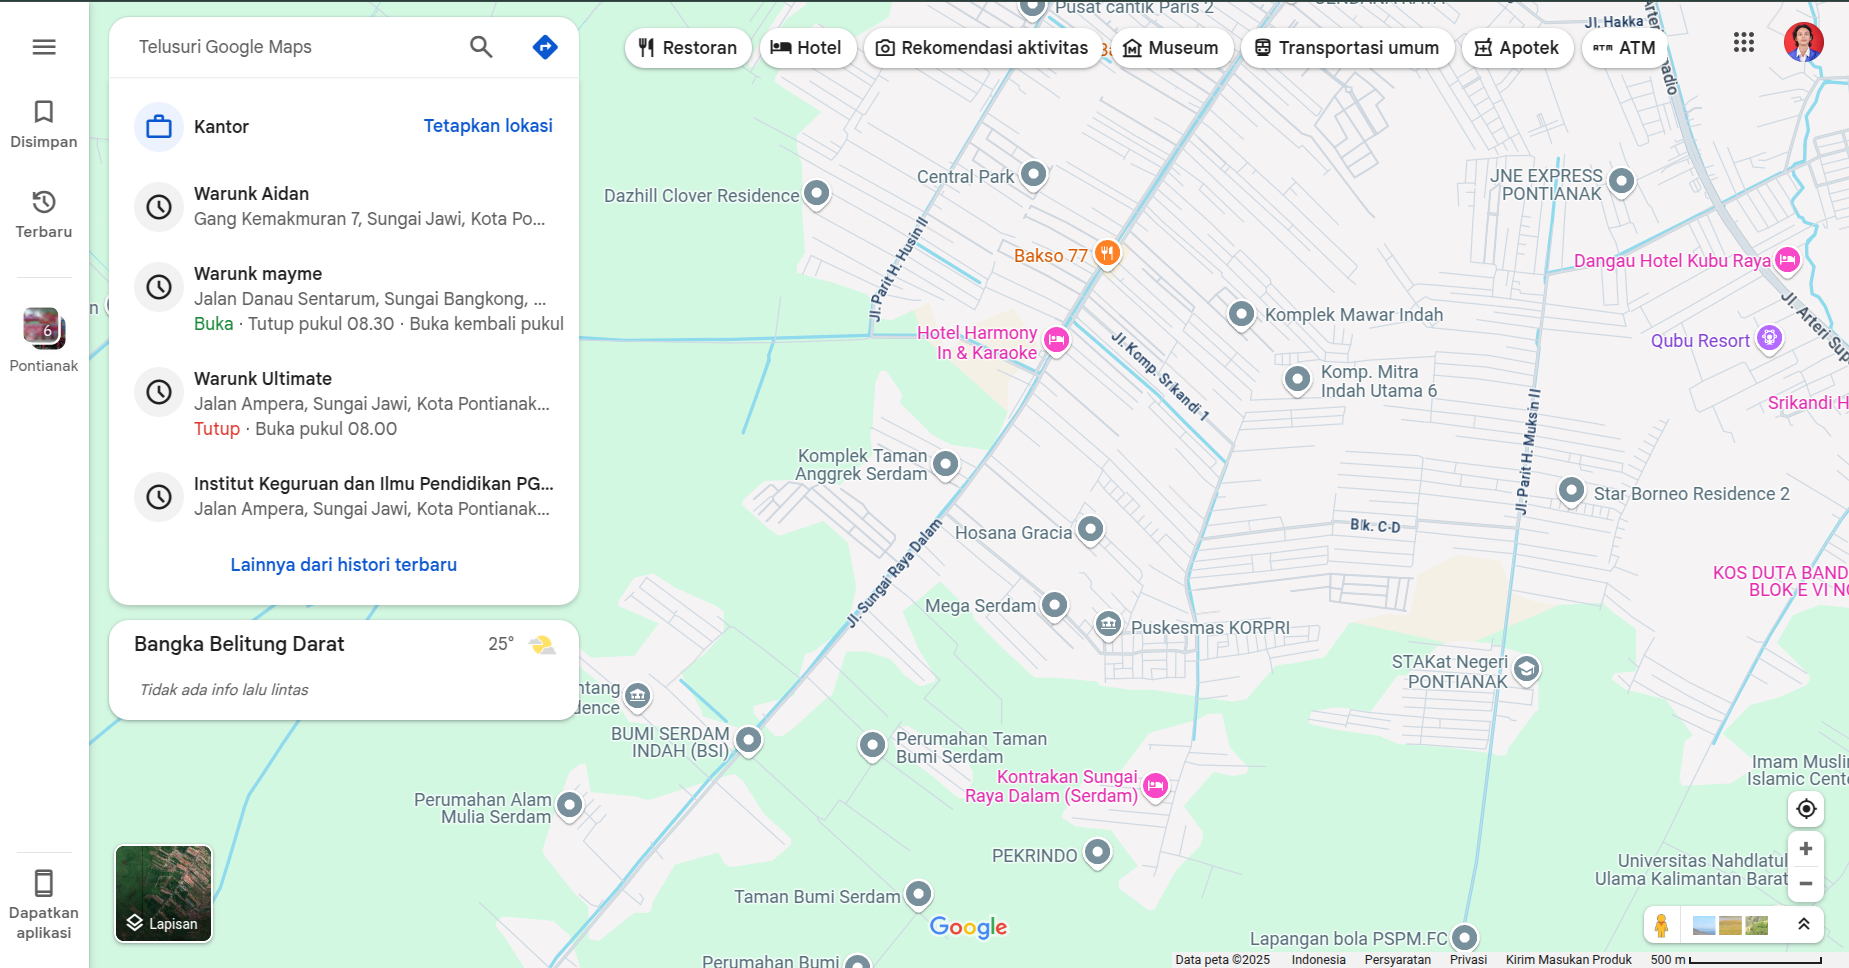 Telusuri Google Maps
Disimpan
Terbaru
6
Pontianak
Dapatkan
aplikasi
Kantor
Tetapkan lokasi
Warunk Aidan
Gang Kemakmuran 7, Sungai Jawi, Kota Po...
Warunk mayme
Jalan Danau Sentarum, Sungai Bangkong, ...
Buka · Tutup pukul 08.30 · Buka kembali pukul
Warunk Ultimate
Jalan Ampera, Sungai Jawi, Kota Pontianak...
Tutup · Buka pukul 08.00
Institut Keguruan dan Ilmu Pendidikan PG...
Jalan Ampera, Sungai Jawi, Kota Pontianak...
Lainnya dari histori terbaru
Bangka Belitung Darat
25°
Tidak ada info lalu lintas
Lapisan
Restoran
Hotel
Rekomendasi aktivitas
Museum
Transportasi umum
Apotek
ATM ATM
Pusat cantik Paris 2
Jl. Hakka
Central Park
Dazhill Clover Residence
JNE EXPRESS
PONTIANAK
Jl. Parit H. Husin II
Bakso 77
Dangau Hotel Kubu Raya
Komplek Mawar Indah
Hotel Harmony
In & Karaoke
Jl. Komp. Srikandi 1
Qubu Resort
Jl. Arteri Sup
Komp. Mitra
Indah Utama 6
Srikandi H
Jl. Parit H. Muksin II
Komplek Taman
Anggrek Serdam
Star Borneo Residence 2
Blk. C-D
Hosana Gracia
Jl. Sungai Raya Dalam
KOS DUTA BAND
BLOK E VI NO
Mega Serdam
Puskesmas KORPRI
STAKat Negeri
PONTIANAK
ntang
dence
BUMI SERDAM
INDAH (BSI)
Perumahan Taman
Bumi Serdam
Kontrakan Sungai
Raya Dalam (Serdam)
Imam Muslim
Islamic Cente
Perumahan Alam
Mulia Serdam
PEKRINDO
Universitas Nahdlatul
Ulama Kalimantan Barat
Taman Bumi Serdam
Google
Lapangan bola PSPM.FC
Perumahan Bumi
Data peta ©2025
Indonesia
Persyaratan
Privasi
Kirim Masukan Produk
500 m